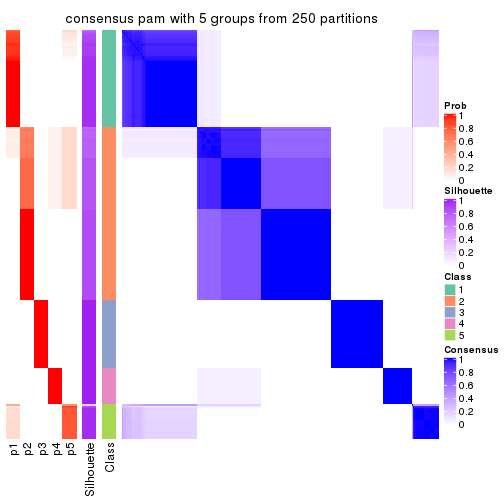 consensus pam with 5 groups from 250 partitions
Prob
1
0.8
0.6
0.4
0.2
0
Silhouette
1
0.8
0.6
0.4
0.2
0
Class
1
2
3
4
5
Consensus
1
0.8
0.6
0.4
0.2
0
p1
p2
p3
p4
p5
Silhouette
Class